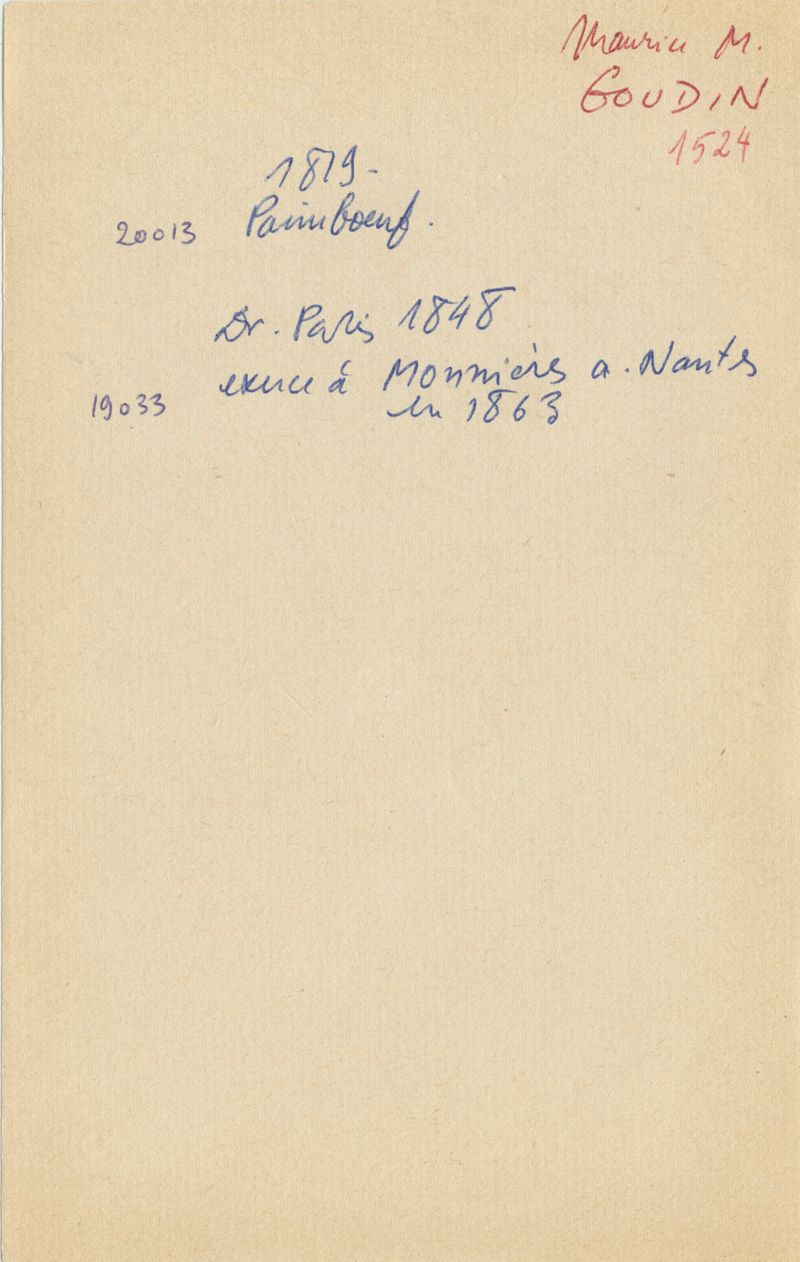 Maurice M.
GOUDIN
1524
1819-
20013 Paimboeuf.
Dr. Paris 1848
exerce à Monnières a. Nantes
19033 en 1863